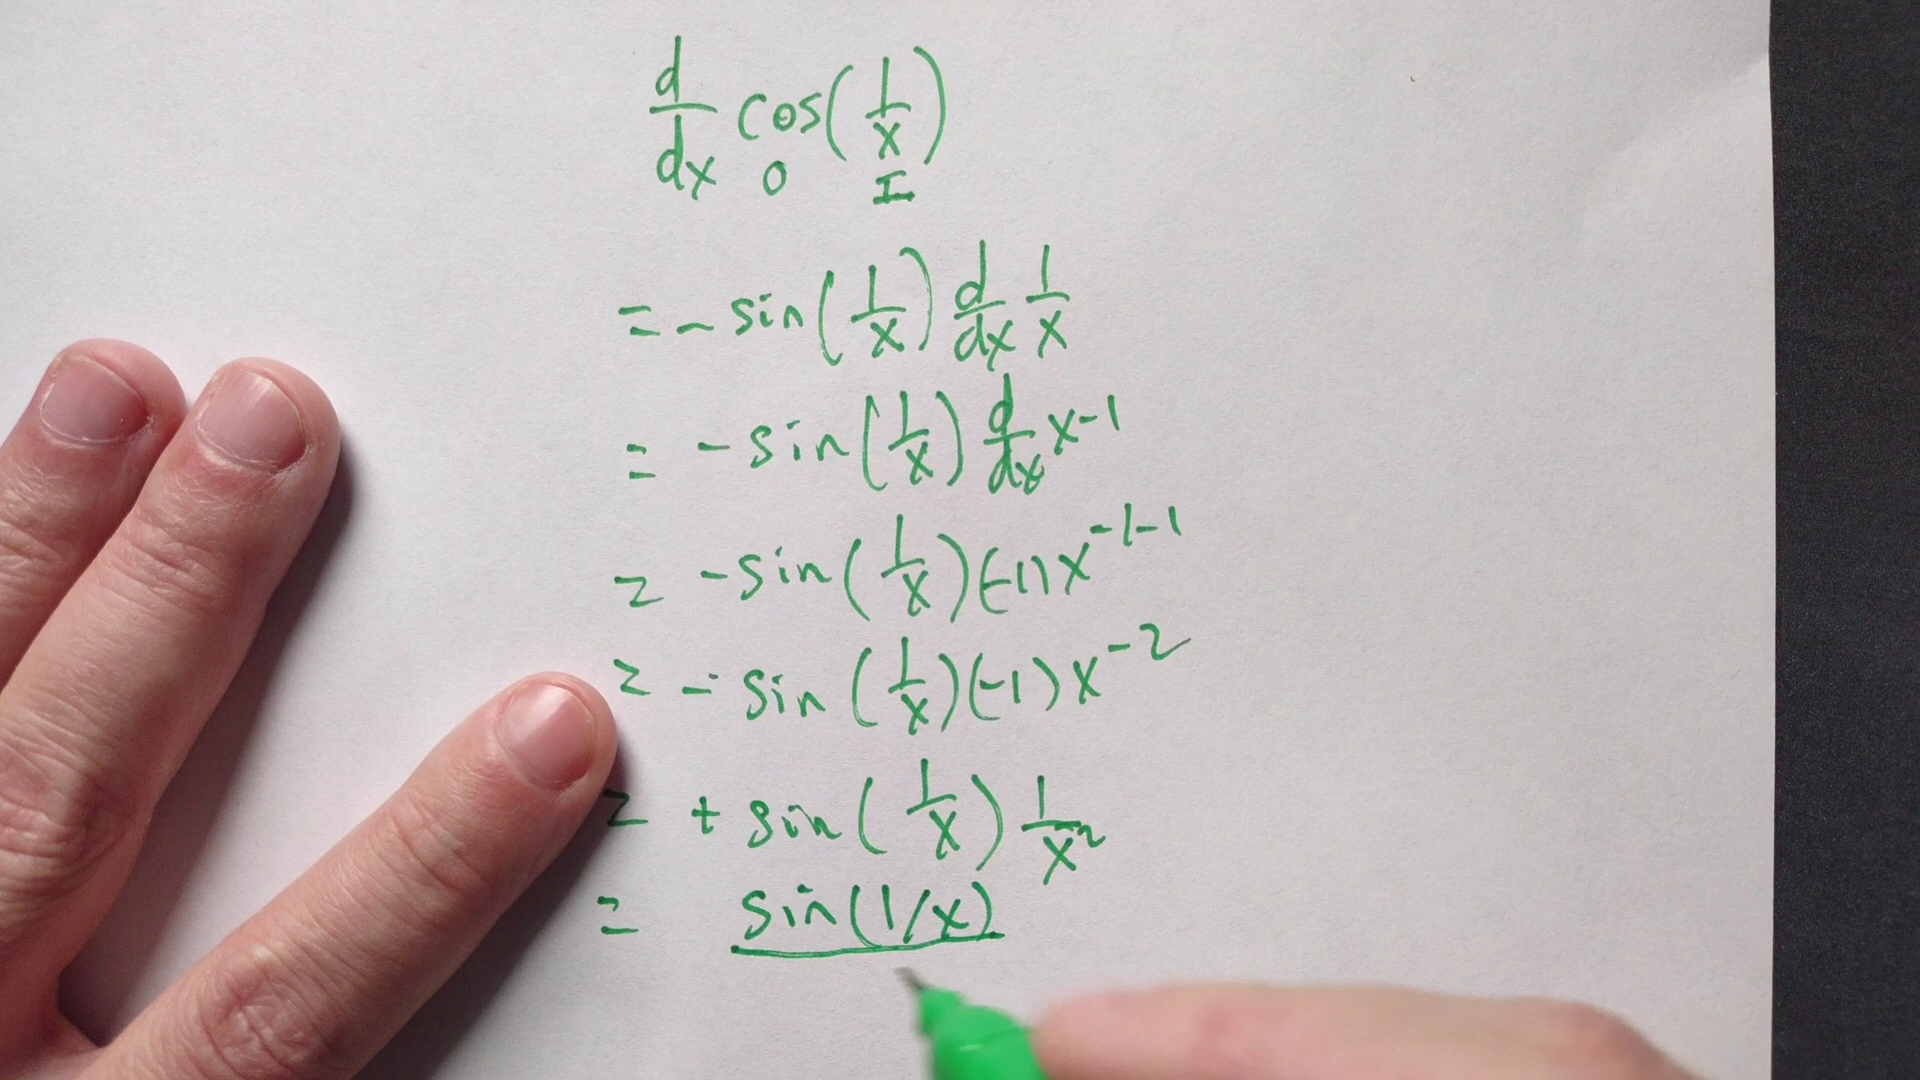 d/dx cos(1/x)
O I
= - sin(1/x) d/dx 1/x
= - sin(1/x) d/dx x-1
= - sin(1/x)(-1)x^-1-1
= - sin(1/x)(-1)x^-2
= + sin(1/x) 1/x²
= sin(1/x)